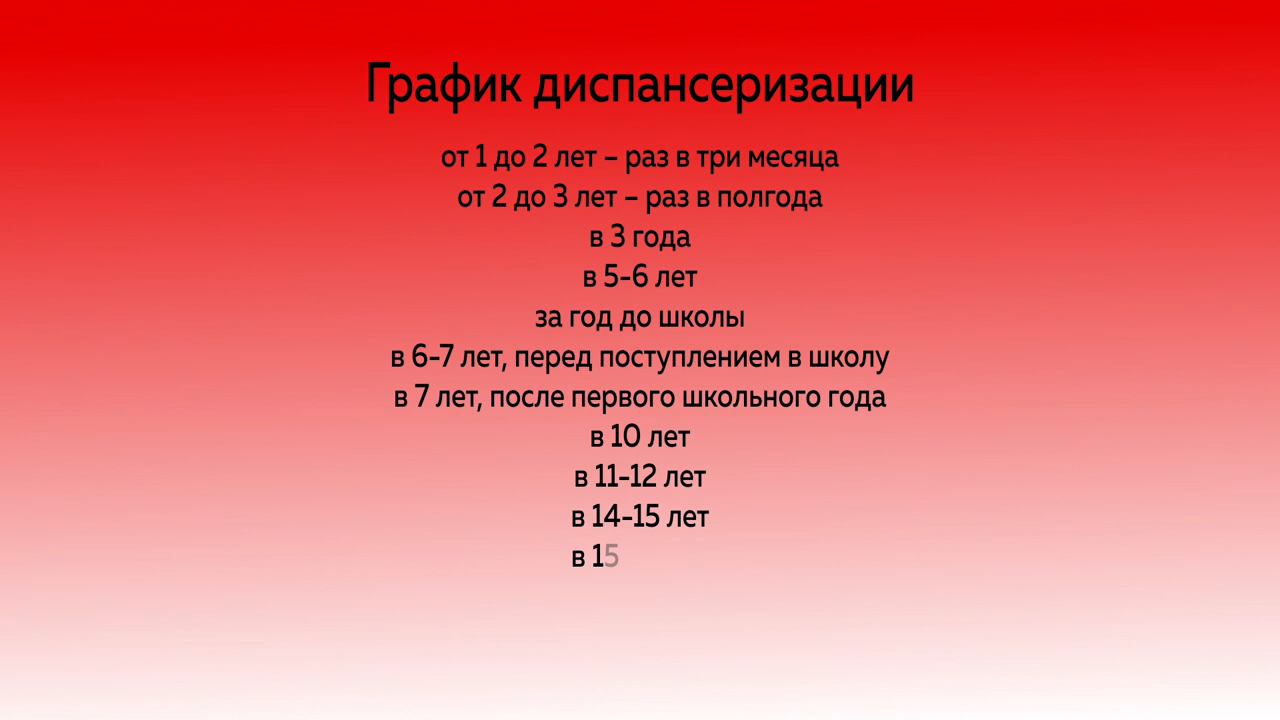 График диспансеризации
от 1 до 2 лет – раз в три месяца
от 2 до 3 лет – раз в полгода
в 3 года
в 5-6 лет
за год до школы
в 6-7 лет, перед поступлением в школу
в 7 лет, после первого школьного года
в 10 лет
в 11-12 лет
в 14-15 лет
в 15